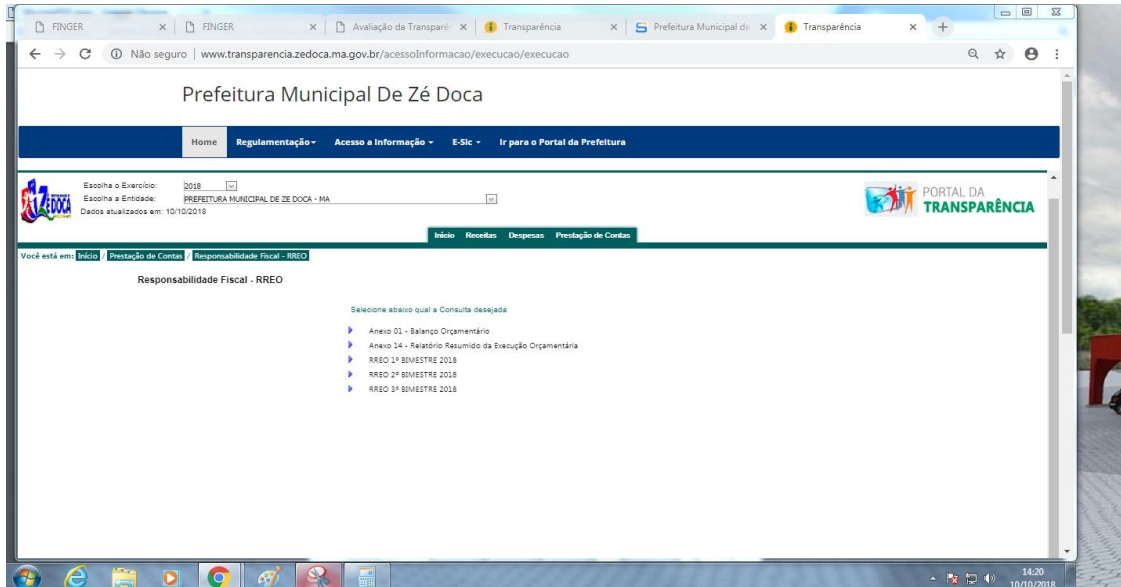 FINGER
FINGER
Avaliação da Transparê
Transparência
Prefeitura Municipal de
Transparência
Não seguro | www.transparencia.zedoca.ma.gov.br/acessoInformacao/execucao/execucao
Prefeitura Municipal De Zé Doca
Home Regulamentação Acesso a Informação E-Sic Ir para o Portal da Prefeitura
Escolha o Exercício: 2018
Escolha a Entidade: PREFEITURA MUNICIPAL DE ZE DOCA - MA
Dados atualizados em: 10/10/2018
ZÉDOCA
PORTAL DA
TRANSPARÊNCIA
Início Receitas Despesas Prestação de Contas
Você está em: Início / Prestação de Contas / Responsabilidade Fiscal - RREO
Responsabilidade Fiscal - RREO
Selecione abaixo qual a Consulta desejada
Anexo 01 - Balanço Orçamentário
Anexo 14 - Relatório Resumido da Execução Orçamentária
RREO 1º BIMESTRE 2018
RREO 2º BIMESTRE 2018
RREO 3º BIMESTRE 2018
14:20
10/10/2018